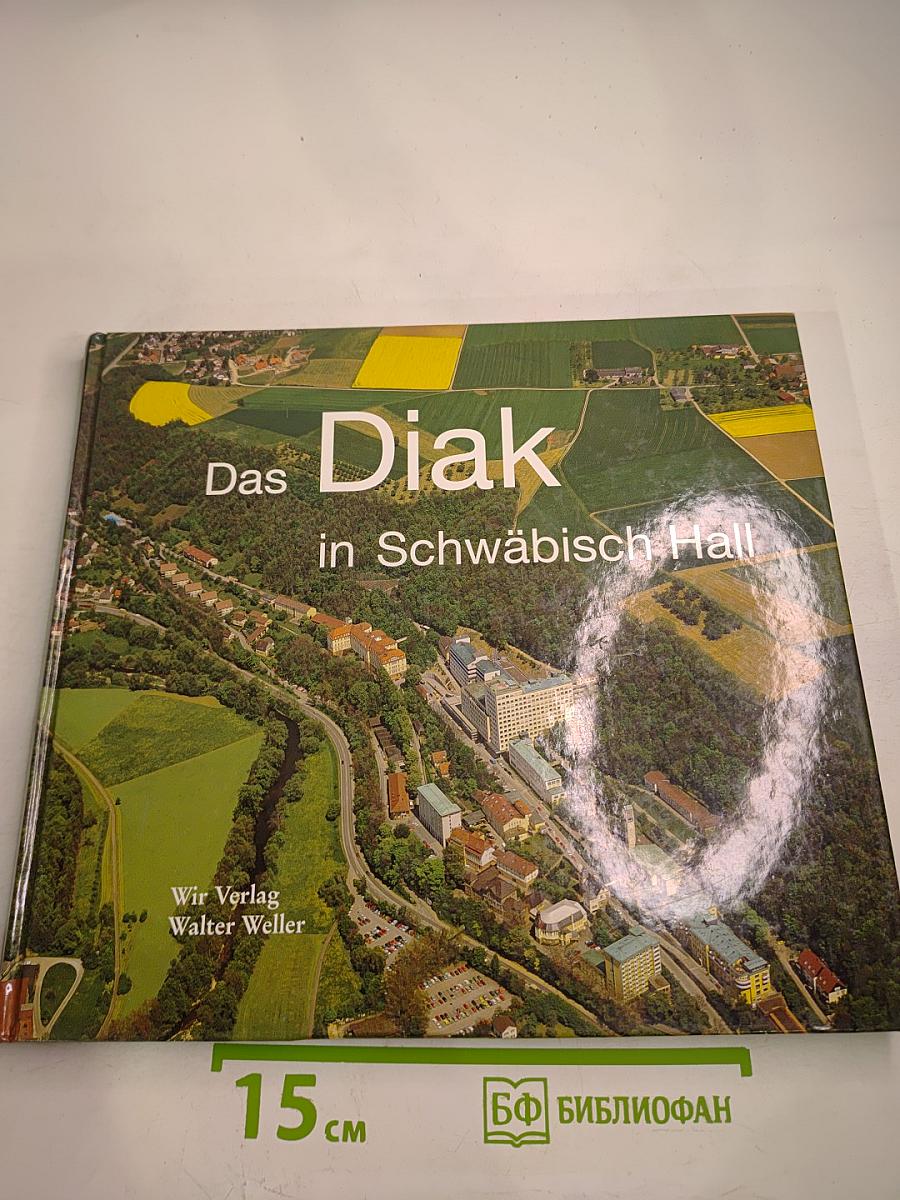 Das Diak
in Schwäbisch Hall
Wir Verlag
Walter Weller
15 см
БФ БИБЛИОФАН